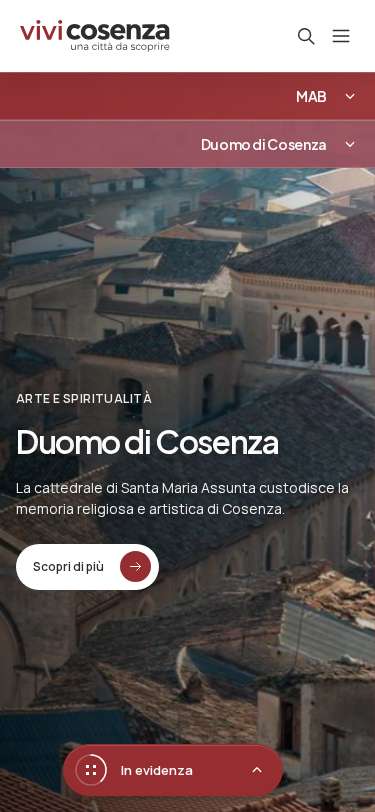 vivicosenza
una città da scoprire
MAB
Duomo di Cosenza
ARTE E SPIRITUALITÀ
Duomo di Cosenza
La cattedrale di Santa Maria Assunta custodisce la
memoria religiosa e artistica di Cosenza.
Scopri di più
In evidenza